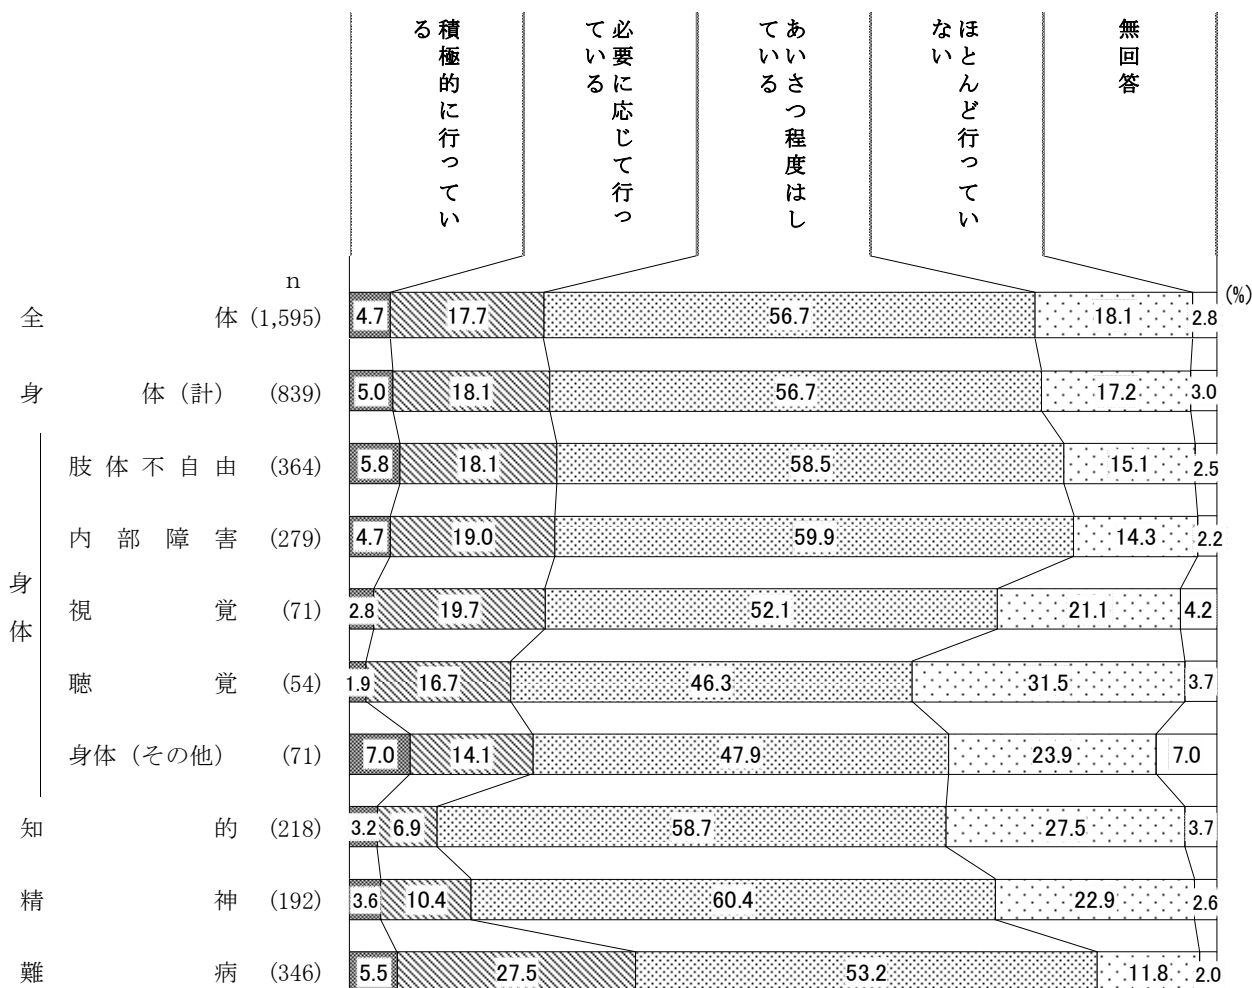 積極的に行ってい
る
必要に応じて行っ
ている
あいさつ程度はし
ている
ほとんど行ってい
ない
無回答
n
(%)
全体 (1,595) 4.7 17.7 56.7 18.1 2.8
身体（計） (839) 5.0 18.1 56.7 17.2 3.0
身体
肢体不自由 (364) 5.8 18.1 58.5 15.1 2.5
内部障害 (279) 4.7 19.0 59.9 14.3 2.2
視覚 (71) 2.8 19.7 52.1 21.1 4.2
聴覚 (54) 1.9 16.7 46.3 31.5 3.7
身体（その他） (71) 7.0 14.1 47.9 23.9 7.0
知的 (218) 3.2 6.9 58.7 27.5 3.7
精神 (192) 3.6 10.4 60.4 22.9 2.6
難病 (346) 5.5 27.5 53.2 11.8 2.0